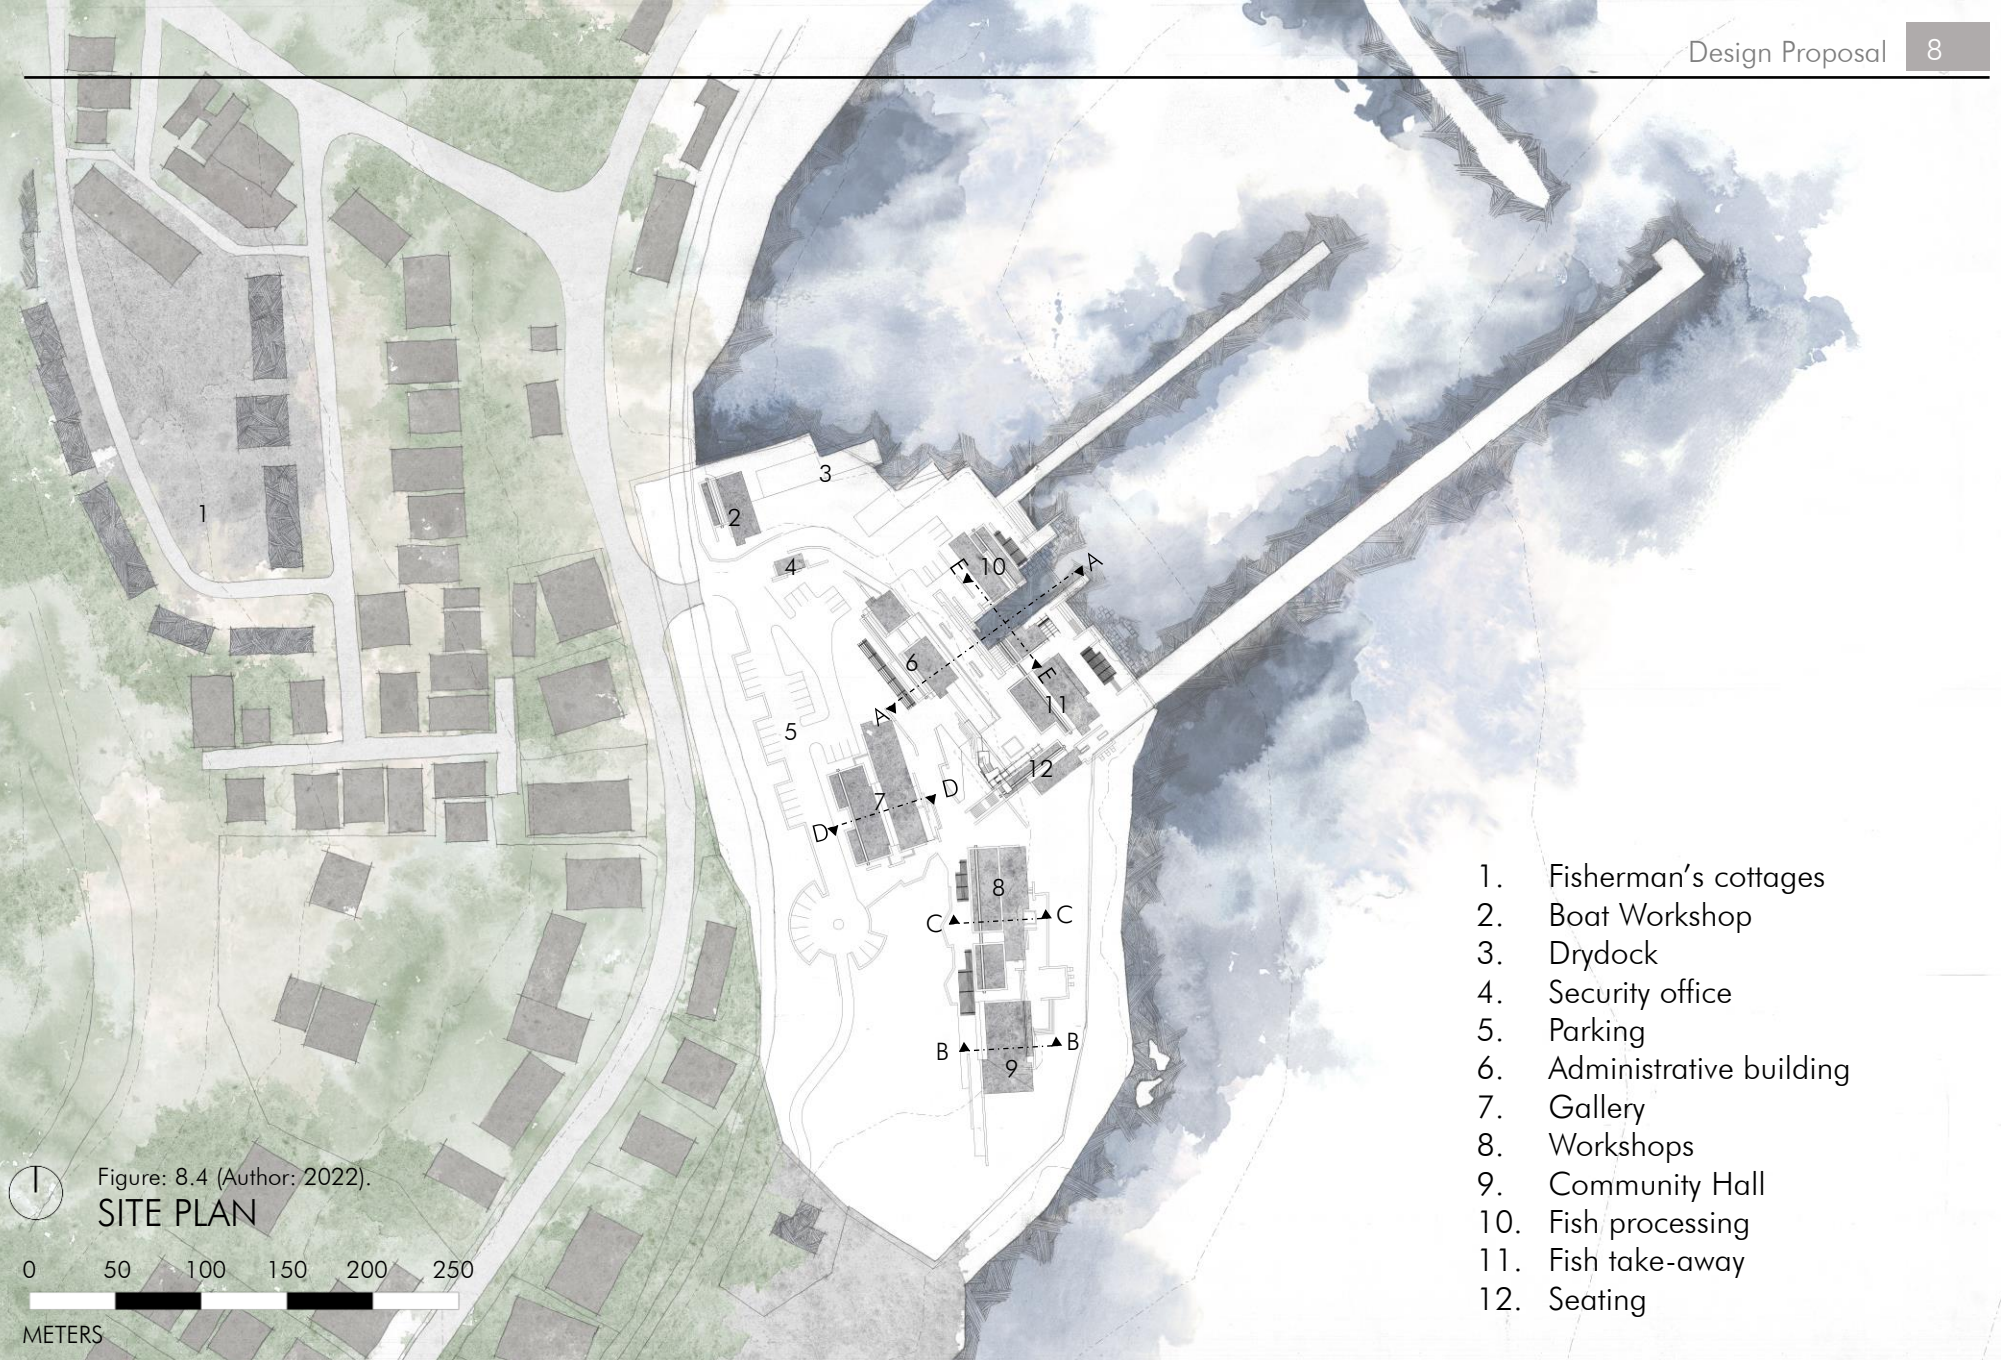 Design Proposal 8
3
1
2
4
E
10
A
6
E
11
A
5
12
D
7
D
8
C
C
B
B
9
1. Fisherman’s cottages
2. Boat Workshop
3. Drydock
4. Security office
5. Parking
6. Administrative building
7. Gallery
8. Workshops
9. Community Hall
10. Fish processing
11. Fish take-away
12. Seating
Figure: 8.4 (Author: 2022).
SITE PLAN
0 50 100 150 200 250
METERS